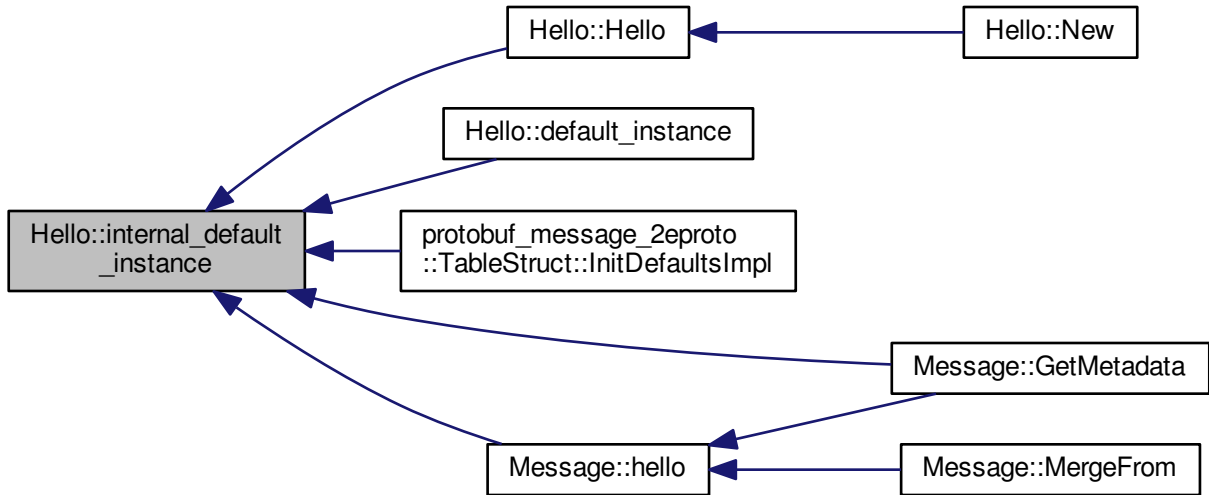 Hello::Hello
Hello::New
Hello::default_instance
Hello::internal_default
_instance
protobuf_message_2eproto
::TableStruct::InitDefaultsImpl
Message::GetMetadata
Message::hello
Message::MergeFrom